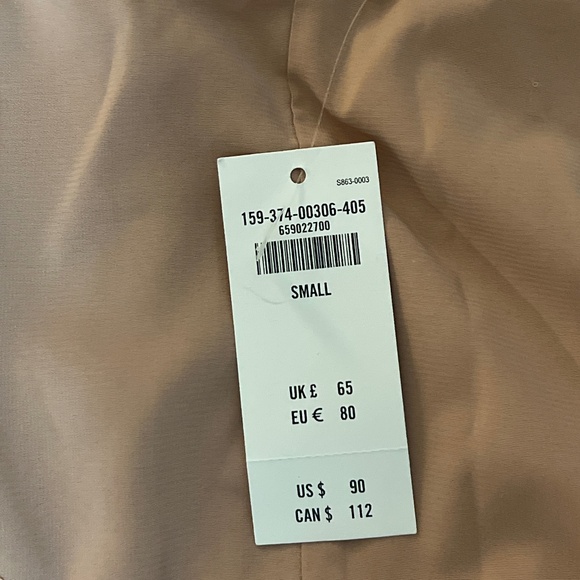 S863-0003
159-374-00306-405
659022700
SMALL
UK £ 65
EU € 80
US $ 90
CAN $ 112